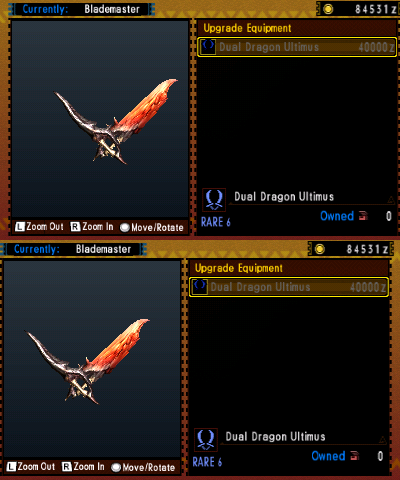 Currently: Blademaster
84531z
Upgrade Equipment
Dual Dragon Ultimus 40000z
Dual Dragon Ultimus
Owned 0
RARE 6
L Zoom Out R Zoom In Move/Rotate
Currently: Blademaster
84531z
Upgrade Equipment
Dual Dragon Ultimus 40000z
Dual Dragon Ultimus
Owned 0
RARE 6
L Zoom Out R Zoom In Move/Rotate